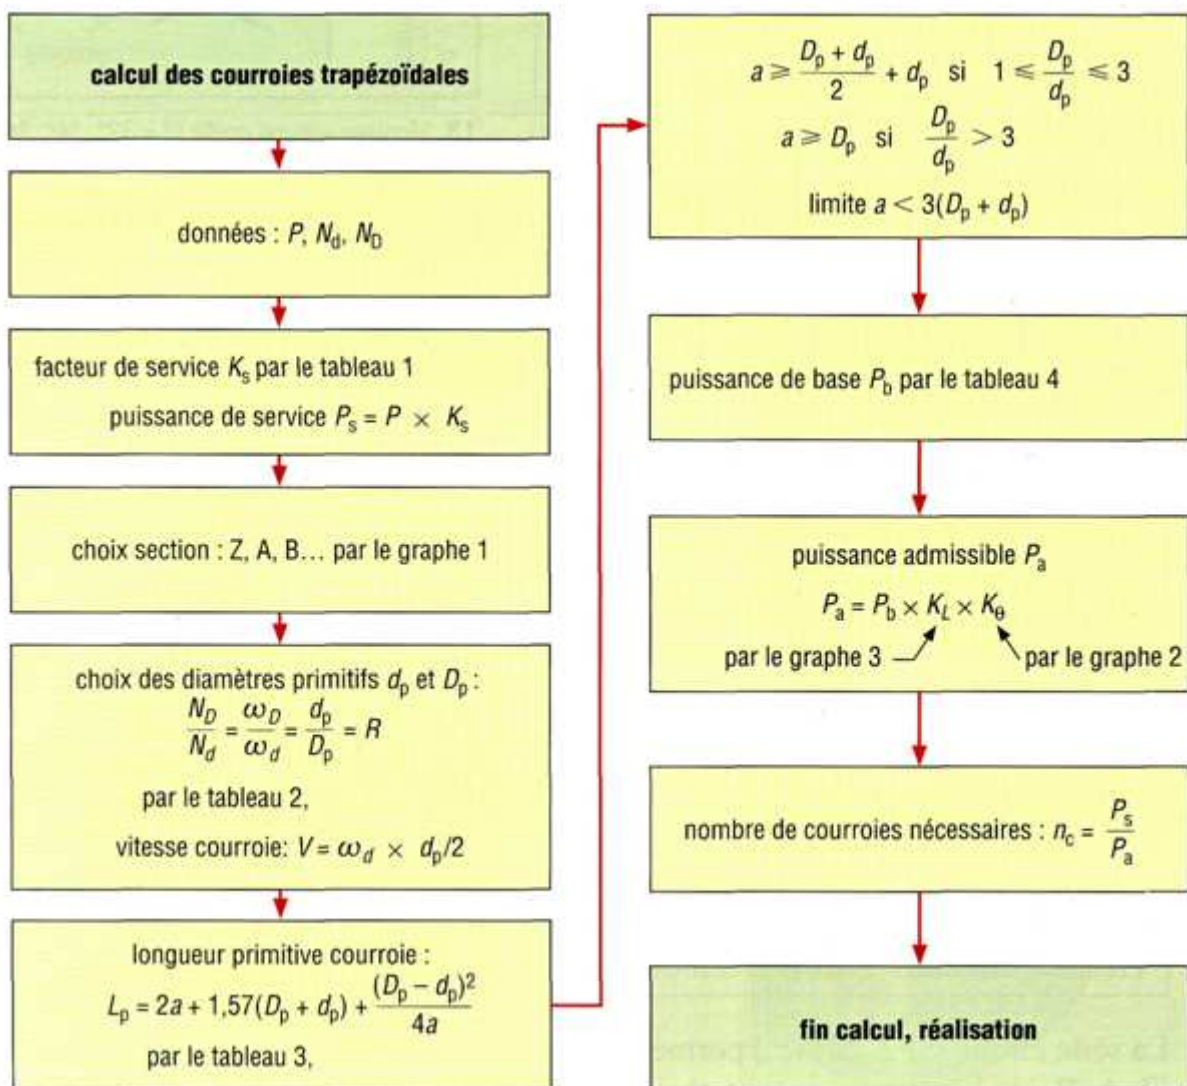 calcul des courroies trapézoïdales
données : P, N_d, N_D
facteur de service K_s par le tableau 1
puissance de service P_s = P × K_s
choix section : Z, A, B... par le graphe 1
choix des diamètres primitifs d_p et D_p :
N_D/N_d = ω_D/ω_d = d_p/D_p = R
par le tableau 2,
vitesse courroie: V = ω_d × d_p/2
longueur primitive courroie :
L_p = 2a + 1,57(D_p + d_p) + (D_p – d_p)²/4a
par le tableau 3,
a ⩾ (D_p + d_p)/2 + d_p si 1 ⩽ D_p/d_p ⩽ 3
a ⩾ D_p si D_p/d_p > 3
limite a < 3(D_p + d_p)
puissance de base P_b par le tableau 4
puissance admissible P_a
P_a = P_b × K_L × K_θ
par le graphe 3 par le graphe 2
nombre de courroies nécessaires : n_c = P_s/P_a
fin calcul, réalisation